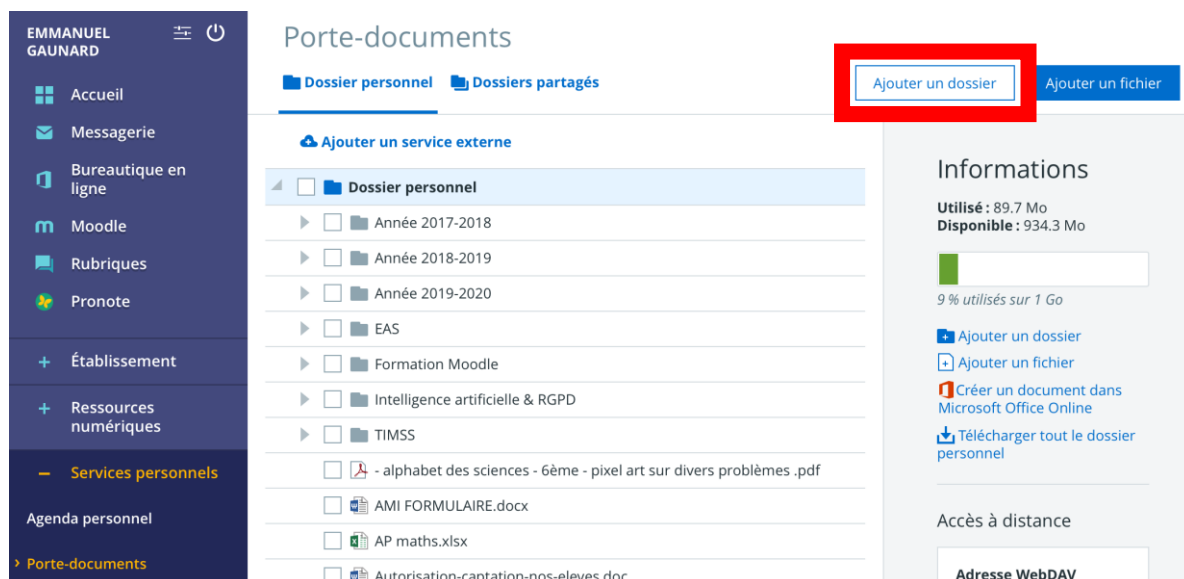 EMMANUEL
GAUNARD
Accueil
Messagerie
Bureautique en
ligne
Moodle
Rubriques
Pronote
+ Établissement
+ Ressources
numériques
– Services personnels
Agenda personnel
› Porte-documents
Porte-documents
Dossier personnel
Dossiers partagés
Ajouter un dossier
Ajouter un fichier
Ajouter un service externe
Dossier personnel
Année 2017-2018
Année 2018-2019
Année 2019-2020
EAS
Formation Moodle
Intelligence artificielle & RGPD
TIMSS
- alphabet des sciences - 6ème - pixel art sur divers problèmes .pdf
AMI FORMULAIRE.docx
AP maths.xlsx
Autorisation-captation-nos-eleves.doc
Informations
Utilisé : 89.7 Mo
Disponible : 934.3 Mo
9 % utilisés sur 1 Go
Ajouter un dossier
Ajouter un fichier
Créer un document dans
Microsoft Office Online
Télécharger tout le dossier
personnel
Accès à distance
Adresse WebDAV